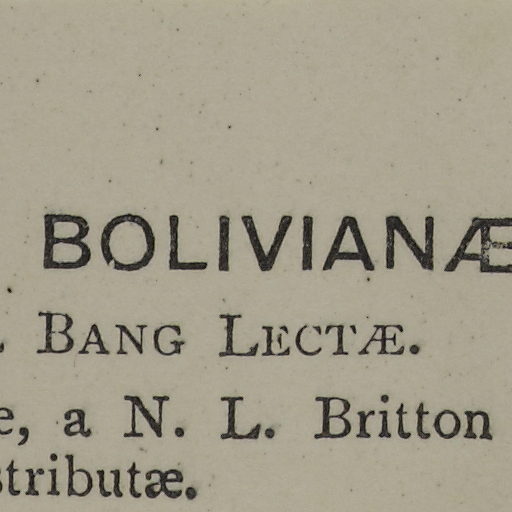 BOLIVIANÆ
BANG LECTÆ.
e, a N. L. Britton
stributæ.